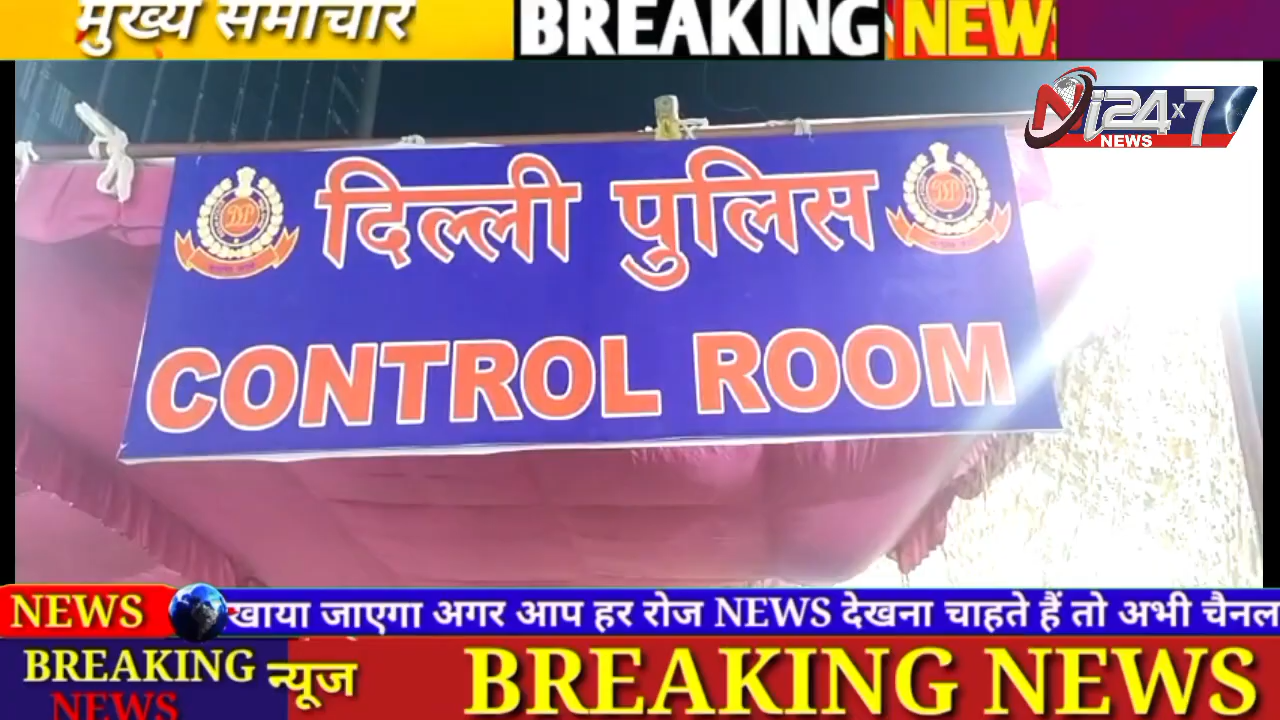 मुख्य समाचार BREAKING NEWS
Ni24x7
NEWS
दिल्ली पुलिस
CONTROL ROOM
NEWS खाया जाएगा अगर आप हर रोज NEWS देखना चाहते हैं तो अभी चैनल
BREAKING न्यूज BREAKING NEWS
NEWS